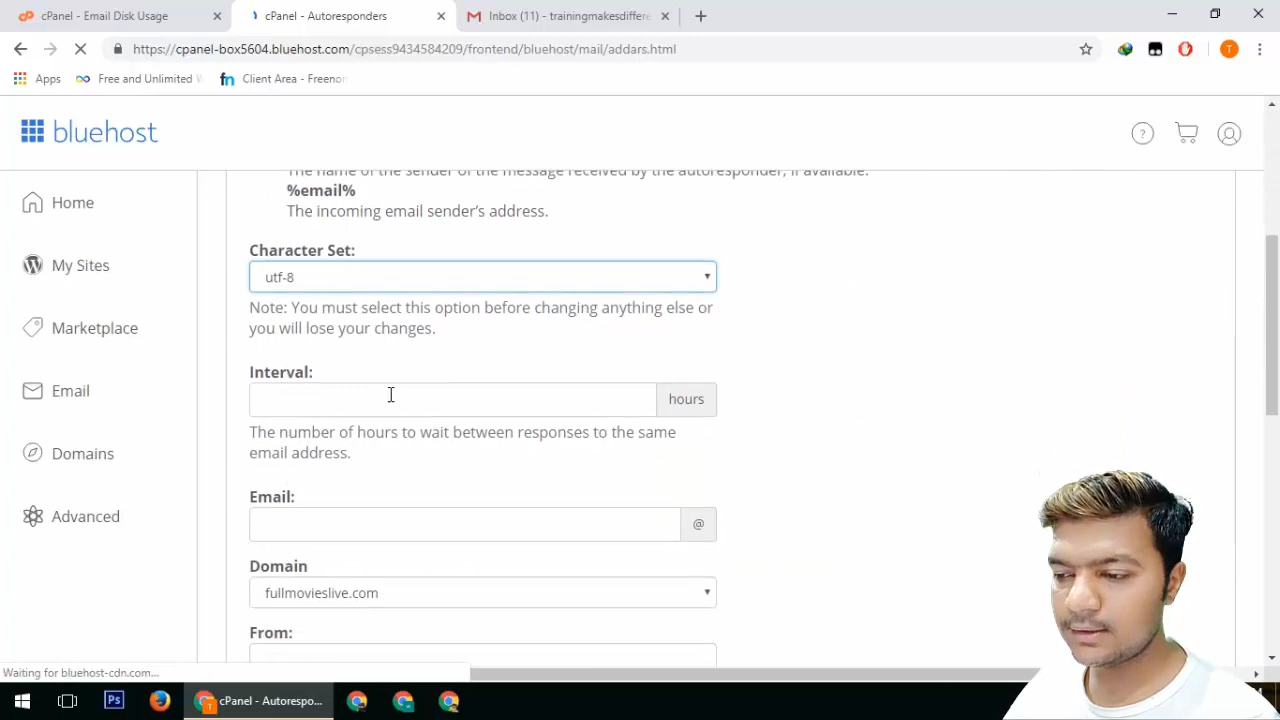 cPanel - Email Disk Usage
cPanel - Autoresponders
Inbox (11) - trainingmakesdiffere
https://cpanel-box5604.bluehost.com/cpsess9434584209/frontend/bluehost/mail/addars.html
T
Apps
Free and Unlimited
fn Client Area - Freenom
bluehost
?
The name of the sender of the message received by the autoresponder, if available.
Home
%email%
The incoming email sender's address.
Character Set:
My Sites
utf-8
Note: You must select this option before changing anything else or
you will lose your changes.
Marketplace
Interval:
Email
hours
The number of hours to wait between responses to the same
email address.
Domains
Email:
Advanced
@
Domain
fullmovieslive.com
From:
Waiting for bluehost-cdn.com...
Ps
T
cPanel - Autorespo...